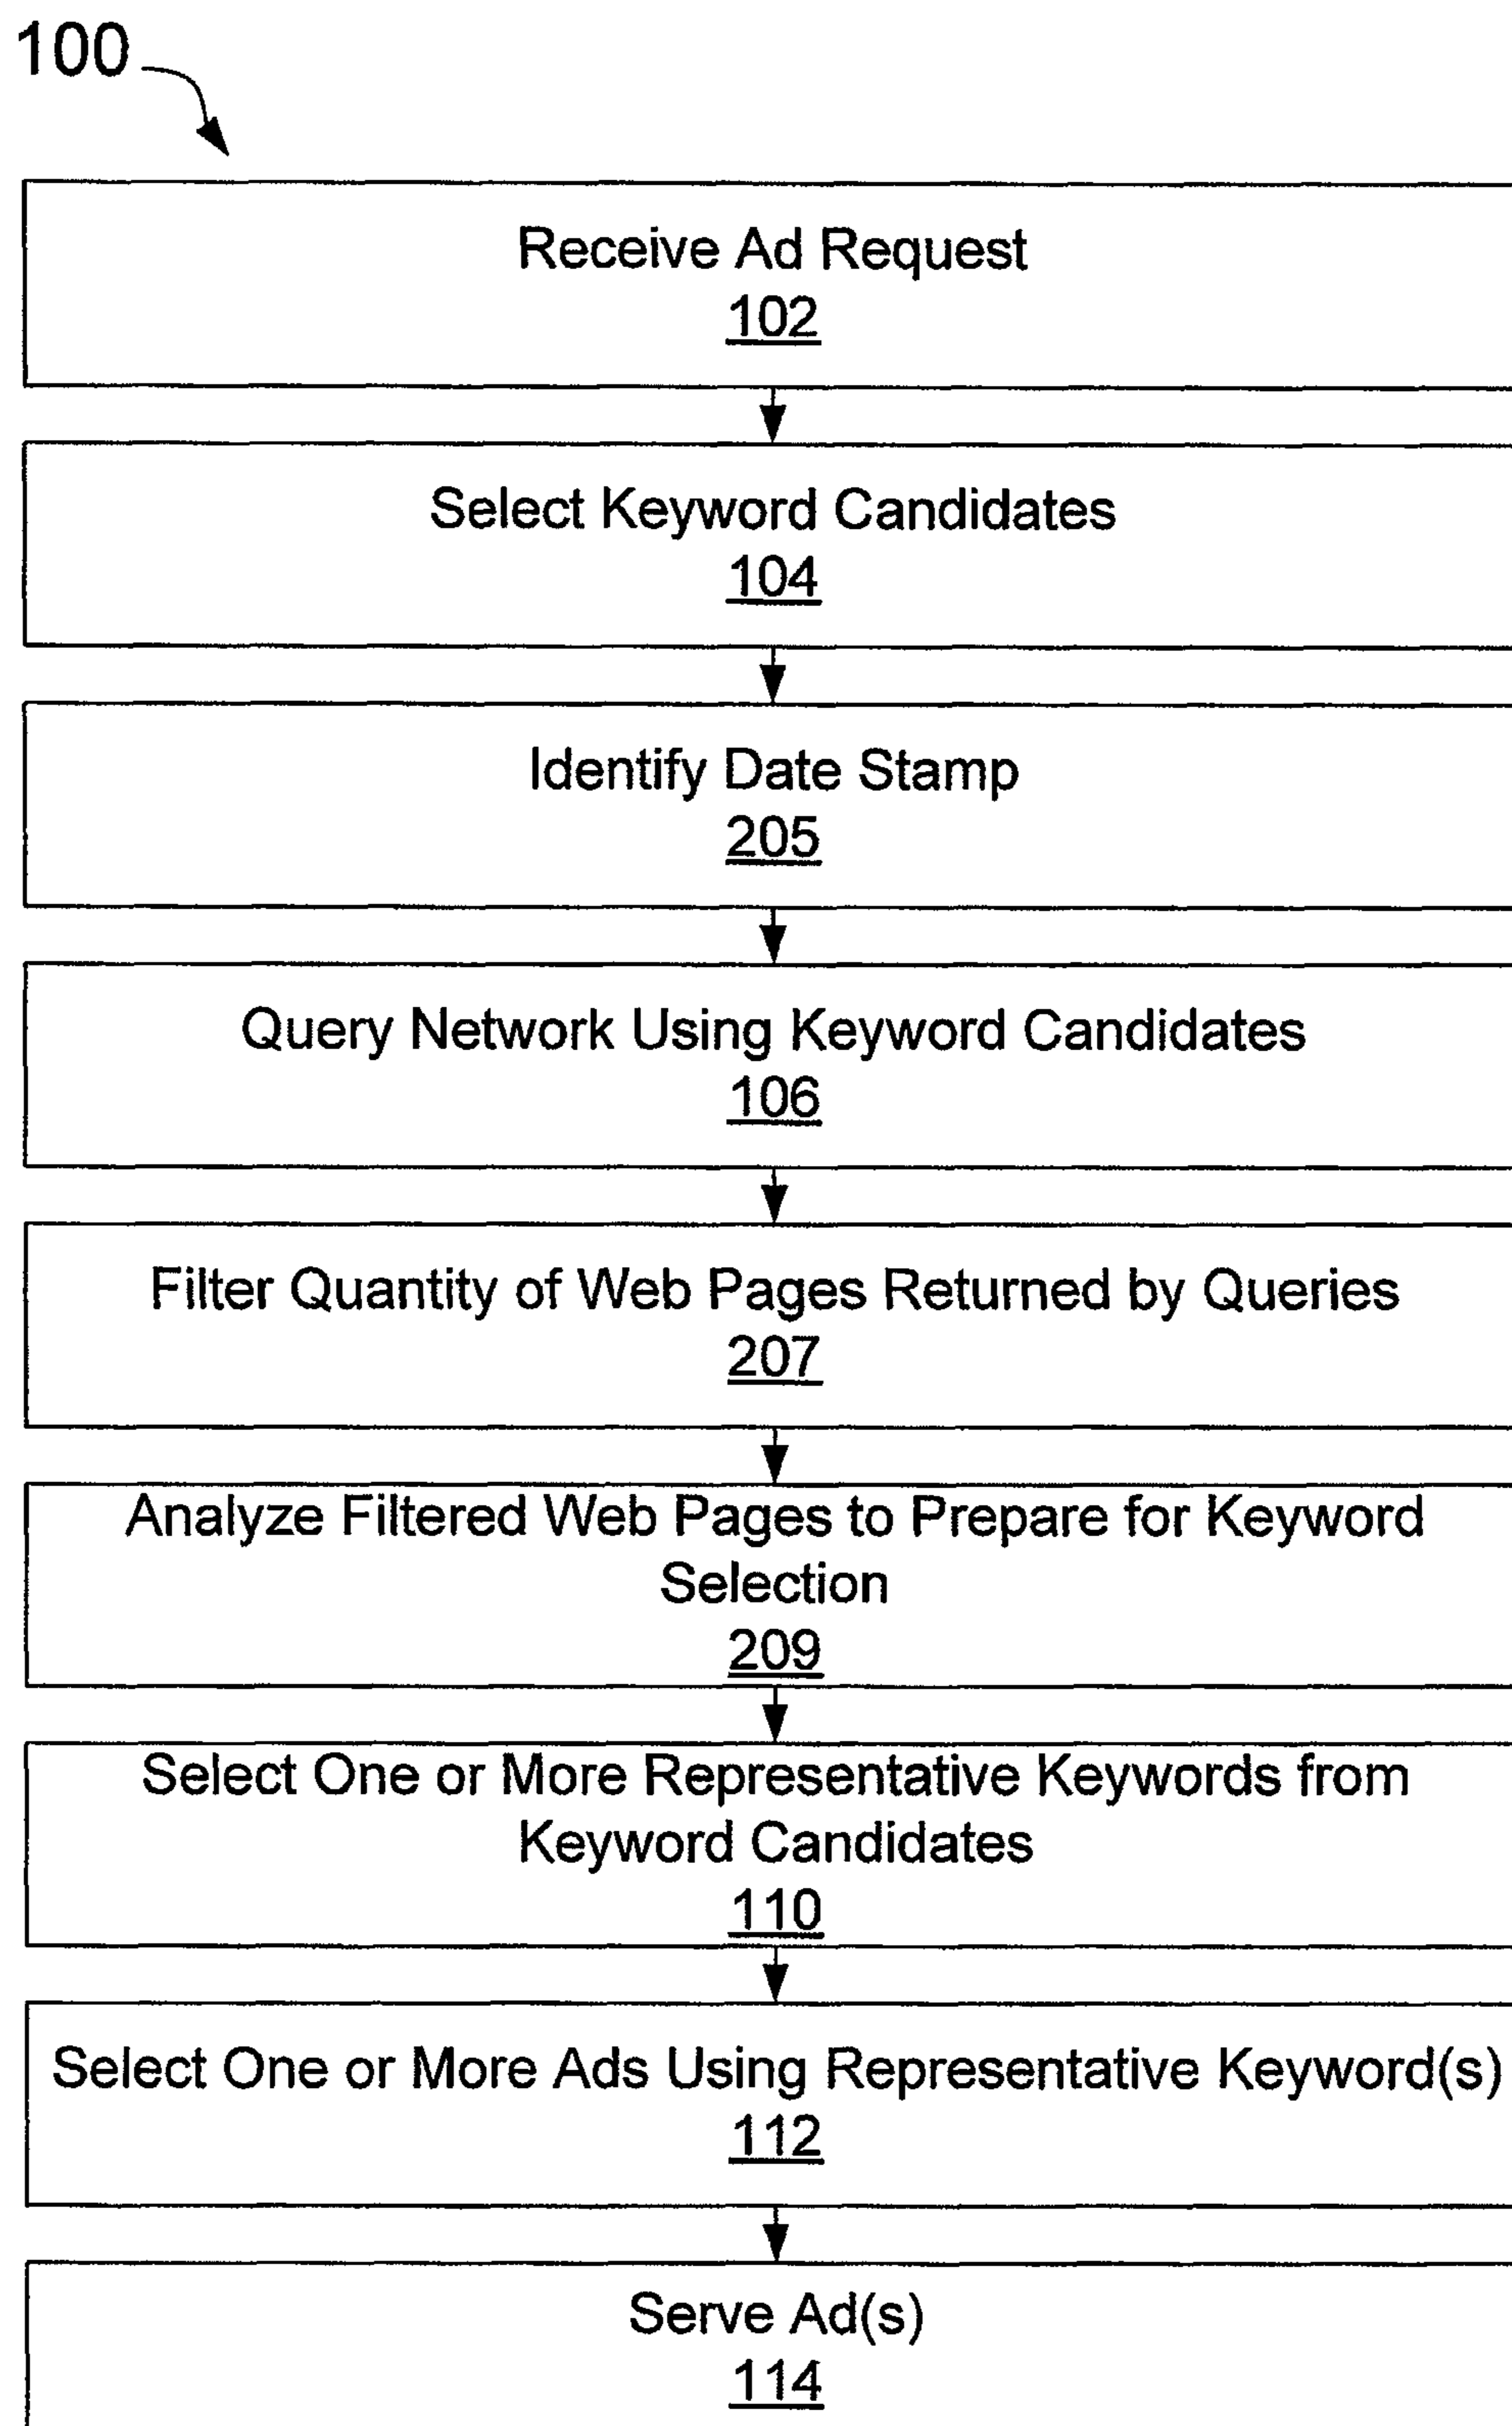 100
Receive Ad Request
102
Select Keyword Candidates
104
Identify Date Stamp
205
Query Network Using Keyword Candidates
106
Filter Quantity of Web Pages Returned by Queries
207
Analyze Filtered Web Pages to Prepare for Keyword
Selection
209
Select One or More Representative Keywords from
Keyword Candidates
110
Select One or More Ads Using Representative Keyword(s)
112
Serve Ad(s)
114